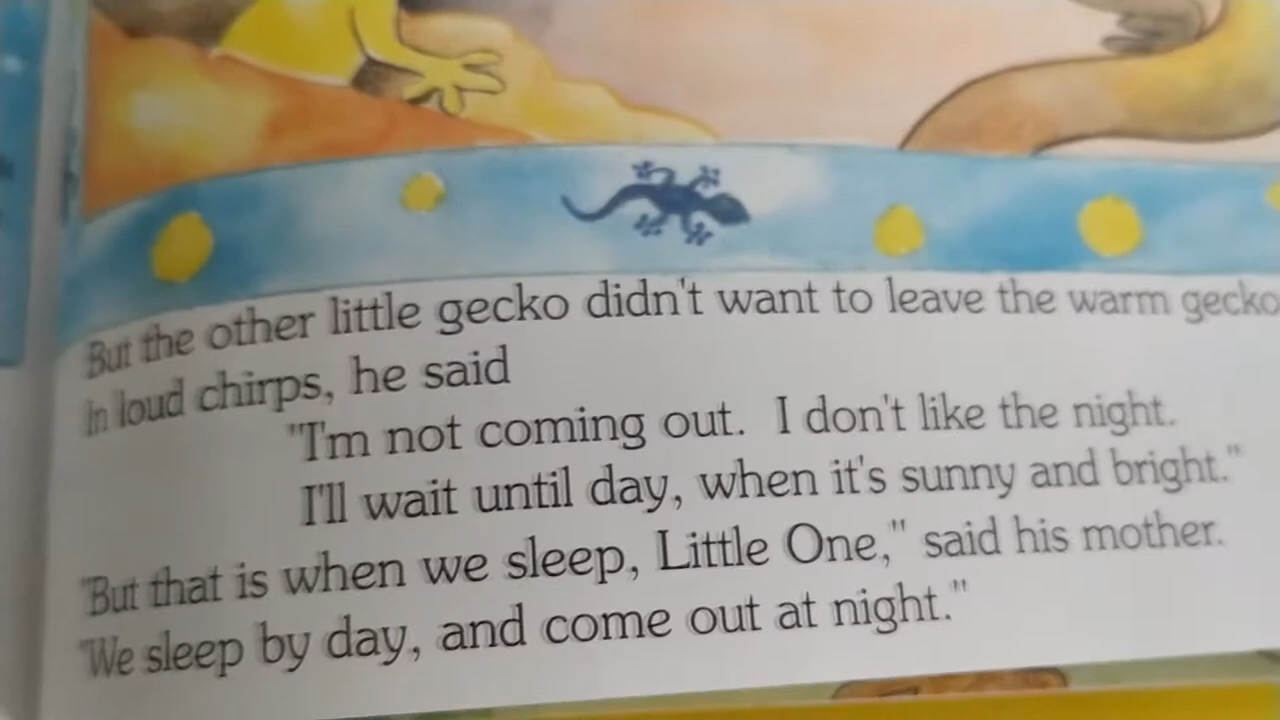 But the other little gecko didn't want to leave the warm gecko
In loud chirps, he said
"I'm not coming out. I don't like the night.
I'll wait until day, when it's sunny and bright."
"But that is when we sleep, Little One," said his mother.
"We sleep by day, and come out at night."